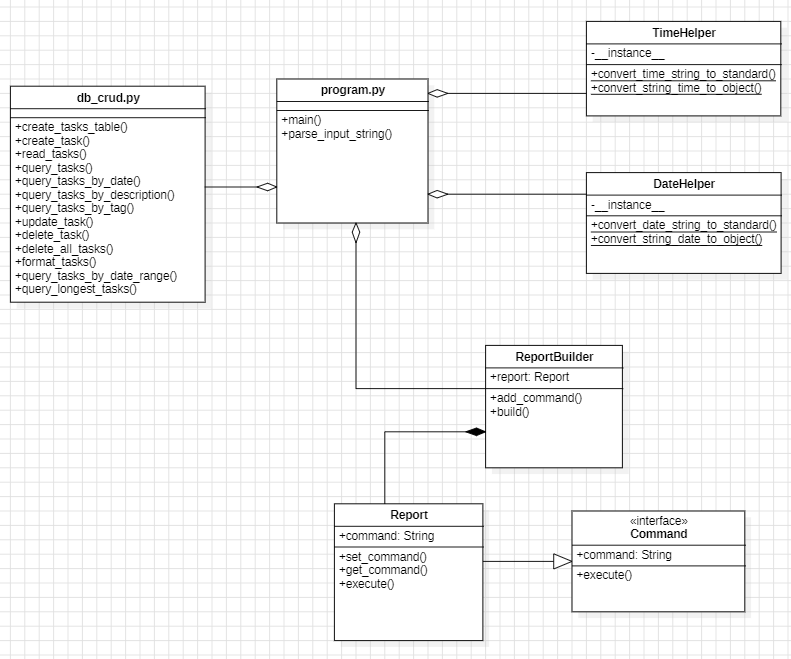 TimeHelper
-__instance__
+convert_time_string_to_standard()
+convert_string_time_to_object()
program.py
+main()
+parse_input_string()
db_crud.py
+create_tasks_table()
+create_task()
+read_tasks()
+query_tasks()
+query_tasks_by_date()
+query_tasks_by_description()
+query_tasks_by_tag()
+update_task()
+delete_task()
+delete_all_tasks()
+format_tasks()
+query_tasks_by_date_range()
+query_longest_tasks()
DateHelper
-__instance__
+convert_date_string_to_standard()
+convert_string_date_to_object()
ReportBuilder
+report: Report
+add_command()
+build()
Report
+command: String
+set_command()
+get_command()
+execute()
«interface»
Command
+command: String
+execute()